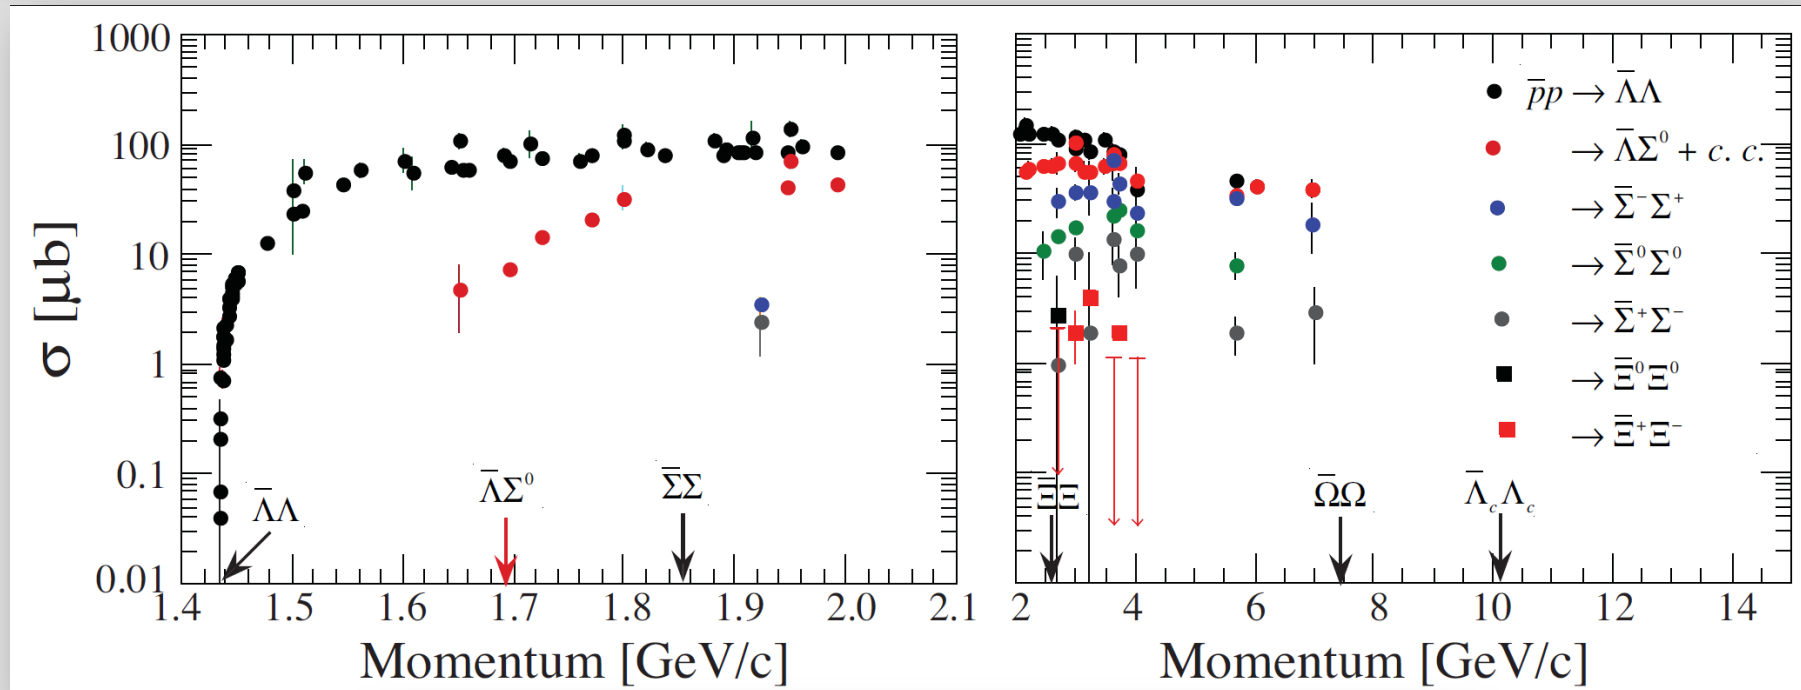 1000
100
10
1
0.1
0.01
σ [μb]
Λ̅Λ
Λ̅Σ⁰
Σ̅Σ
1.4 1.5 1.6 1.7 1.8 1.9 2.0 2.1
Momentum [GeV/c]
p̅p → Λ̅Λ
→ Λ̅Σ⁰ + c. c.
→ Σ̅⁻Σ⁺
→ Σ̅⁰Σ⁰
→ Σ̅⁺Σ⁻
→ Ξ̅⁰Ξ⁰
→ Ξ̅⁺Ξ⁻
Ξ̅Ξ
Ω̅Ω
Λ̅cΛc
2 4 6 8 10 12 14
Momentum [GeV/c]